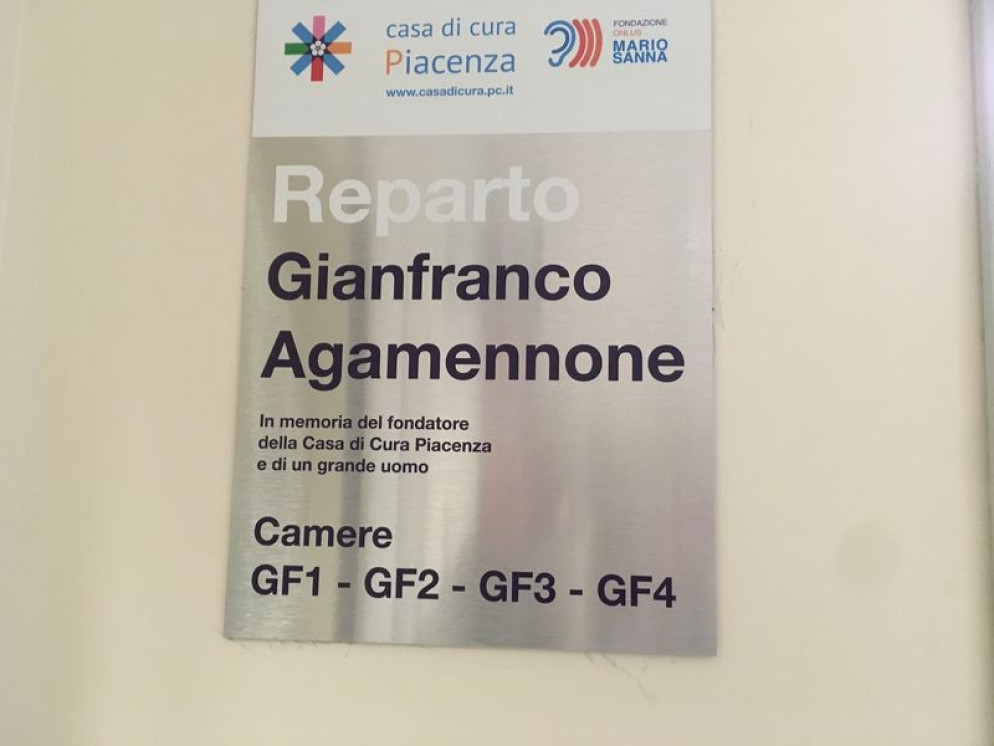 casa di cura
Piacenza
www.casadicura.pc.it
FONDAZIONE
ONLUS
MARIO
SANNA
Reparto
Gianfranco
Agamennone
In memoria del fondatore
della Casa di Cura Piacenza
e di un grande uomo
Camere
GF1 - GF2 - GF3 - GF4